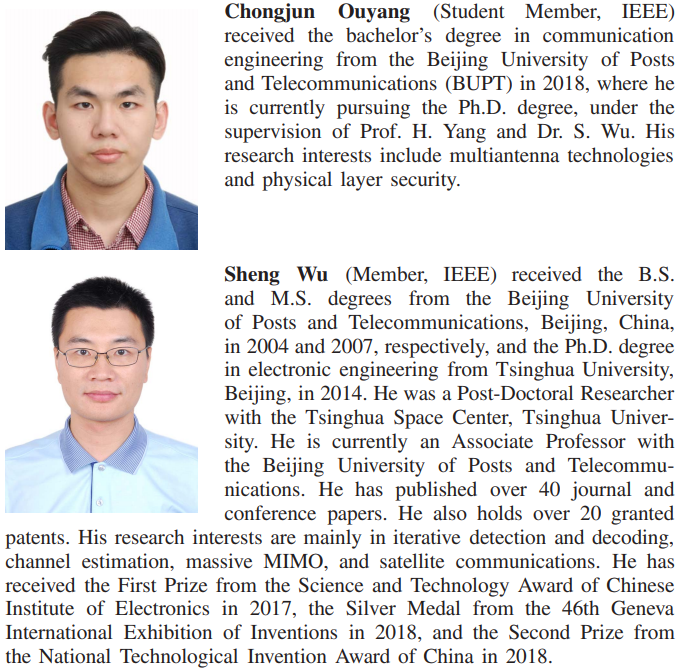 Chongjun Ouyang (Student Member, IEEE)
received the bachelor's degree in communication
engineering from the Beijing University of Posts
and Telecommunications (BUPT) in 2018, where he
is currently pursuing the Ph.D. degree, under the
supervision of Prof. H. Yang and Dr. S. Wu. His
research interests include multiantenna technologies
and physical layer security.
Sheng Wu (Member, IEEE) received the B.S.
and M.S. degrees from the Beijing University
of Posts and Telecommunications, Beijing, China,
in 2004 and 2007, respectively, and the Ph.D. degree
in electronic engineering from Tsinghua University,
Beijing, in 2014. He was a Post-Doctoral Researcher
with the Tsinghua Space Center, Tsinghua Univer-
sity. He is currently an Associate Professor with
the Beijing University of Posts and Telecommu-
nications. He has published over 40 journal and
conference papers. He also holds over 20 granted
patents. His research interests are mainly in iterative detection and decoding,
channel estimation, massive MIMO, and satellite communications. He has
received the First Prize from the Science and Technology Award of Chinese
Institute of Electronics in 2017, the Silver Medal from the 46th Geneva
International Exhibition of Inventions in 2018, and the Second Prize from
the National Technological Invention Award of China in 2018.